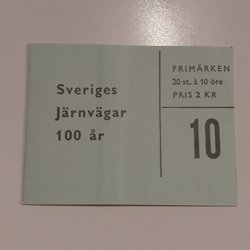 Sveriges
Järnvägar
100 år
FRIMÄRKEN
20 st. à 10 öre
PRIS 2 KR
10